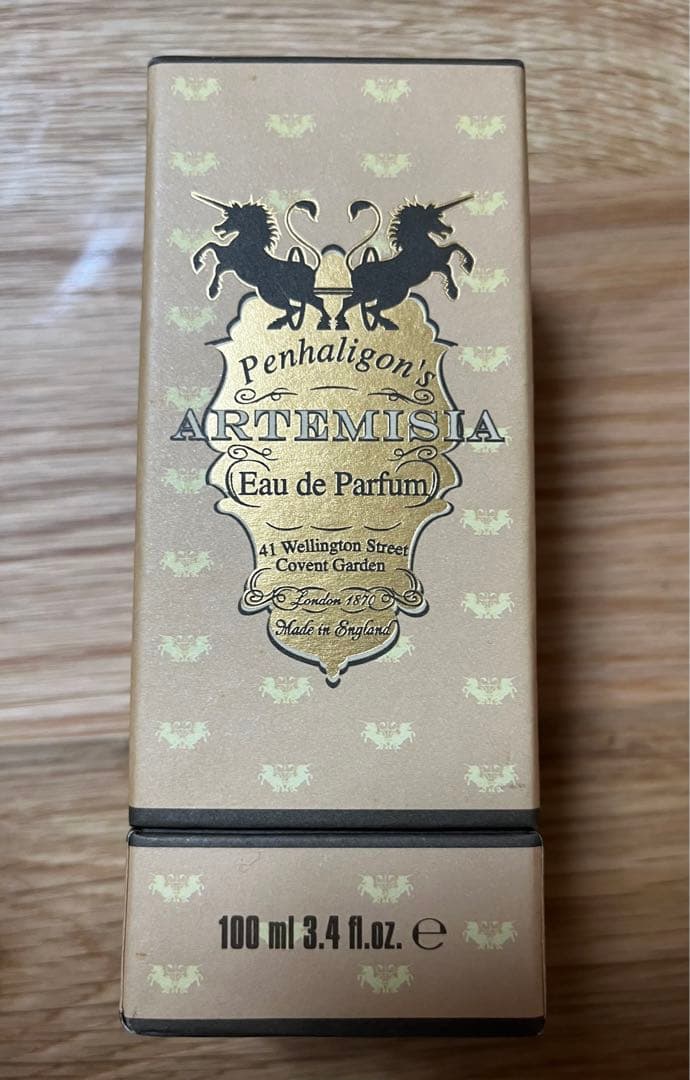 Penhaligon's
ARTEMISIA
Eau de Parfum
41 Wellington Street
Covent Garden
London 1870
Made in England
100 ml 3.4 fl.oz. ℮